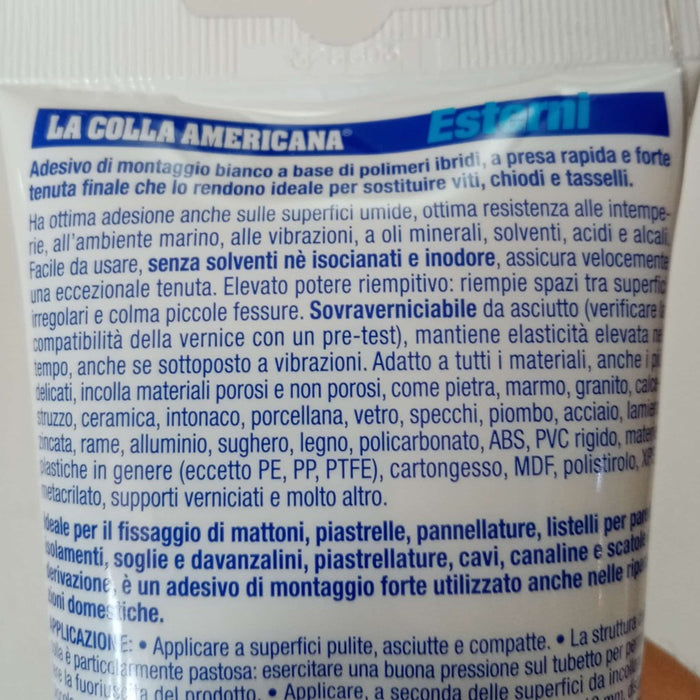 LA COLLA AMERICANA® Esterni
Adesivo di montaggio bianco a base di polimeri ibridi, a presa rapida e forte
tenuta finale che lo rendono ideale per sostituire viti, chiodi e tasselli.
Ha ottima adesione anche sulle superfici umide, ottima resistenza alle intempe-
rie, all'ambiente marino, alle vibrazioni, a oli minerali, solventi, acidi e alcali.
Facile da usare, senza solventi nè isocianati e inodore, assicura velocemente
una eccezionale tenuta. Elevato potere riempitivo: riempie spazi tra superfici
irregolari e colma piccole fessure. Sovraverniciabile da asciutto (verificare la
compatibilità della vernice con un pre-test), mantiene elasticità elevata nel
tempo, anche se sottoposto a vibrazioni. Adatto a tutti i materiali, anche i più
delicati, incolla materiali porosi e non porosi, come pietra, marmo, granito, calce-
struzzo, ceramica, intonaco, porcellana, vetro, specchi, piombo, acciaio, lamiera
zincata, rame, alluminio, sughero, legno, policarbonato, ABS, PVC rigido,
plastiche in genere (eccetto PE, PP, PTFE), cartongesso, MDF, polistirolo,
metacrilato, supporti verniciati e molto altro.
Ideale per il fissaggio di mattoni, piastrelle, pannellature, listelli per
isolamenti, soglie e davanzalini, piastrellature, cavi, canaline e scatole
derivazione, è un adesivo di montaggio forte utilizzato anche nelle
domestiche.
APPLICAZIONE: • Applicare a superfici pulite, asciutte e compatte. • La struttura
è particolarmente pastosa: esercitare una buona pressione sul tubetto per
la fuoriuscita del prodotto. • Applicare, a seconda delle superfici da